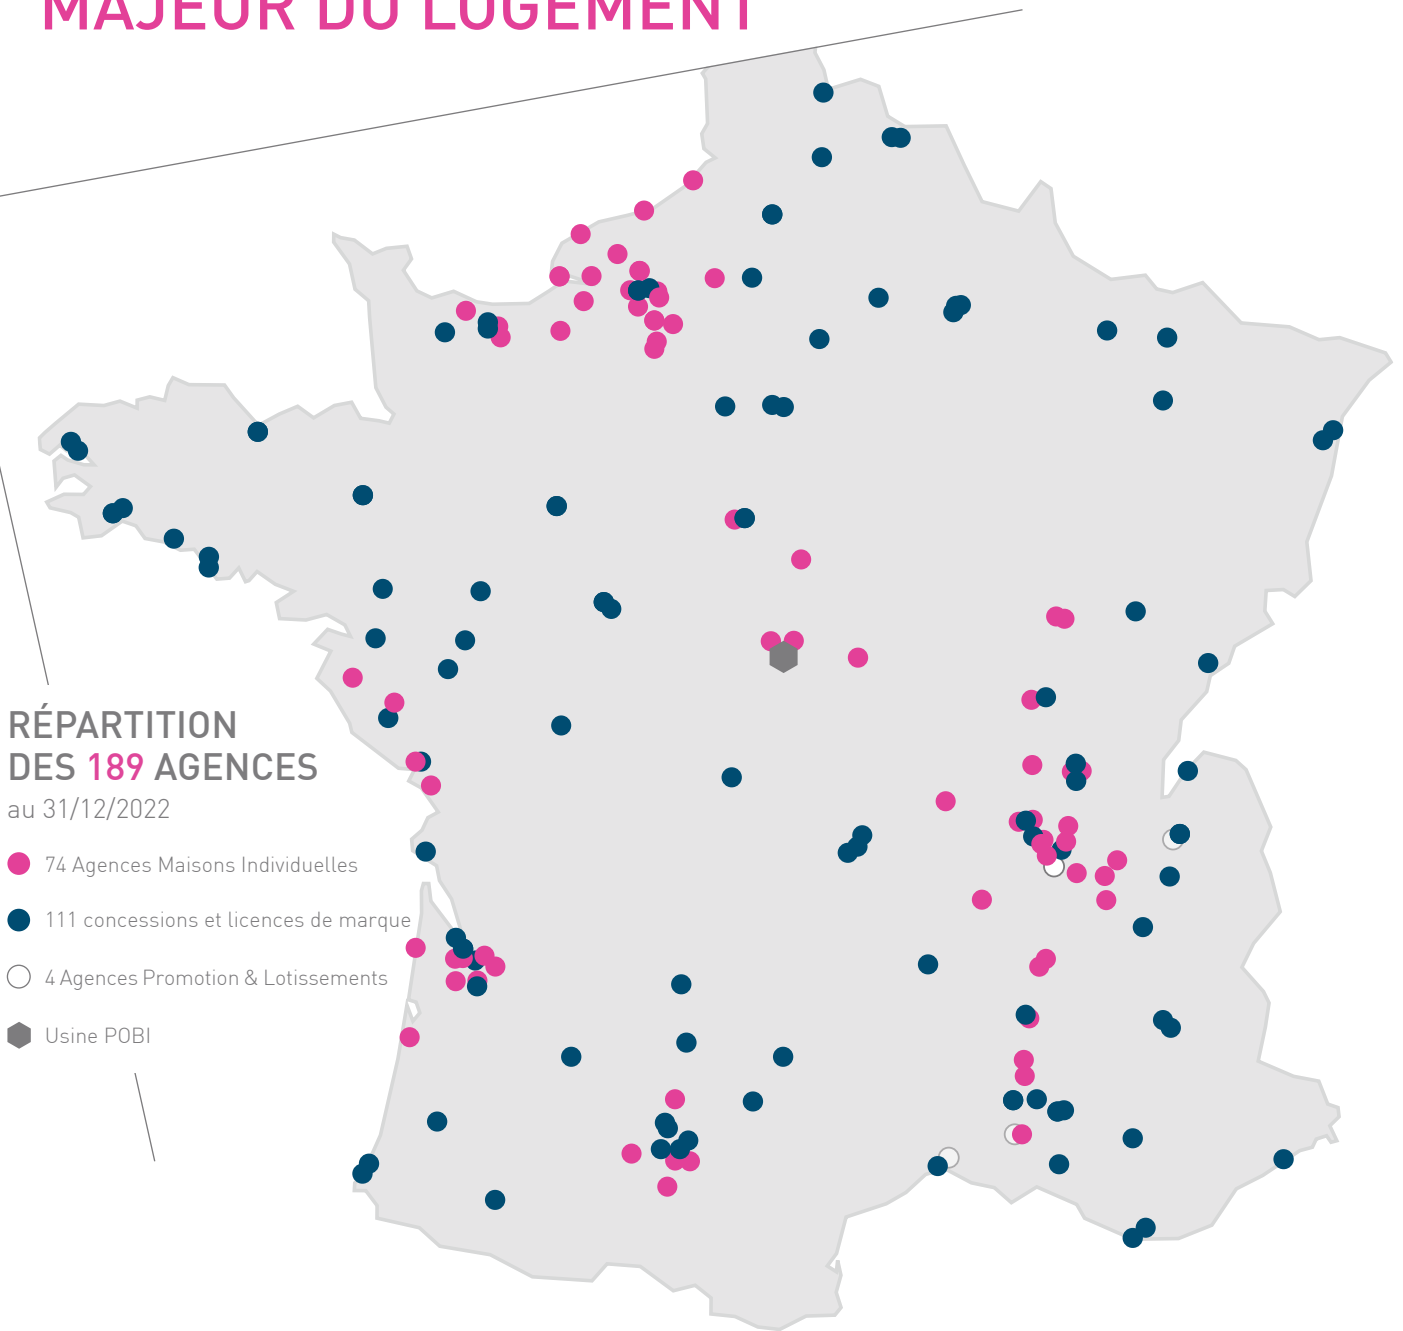 MAJEUR DU LOGEMENT
RÉPARTITION
DES 189 AGENCES
au 31/12/2022
74 Agences Maisons Individuelles
111 concessions et licences de marque
4 Agences Promotion & Lotissements
Usine POBI